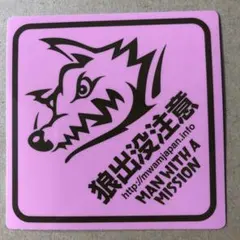 狼出没注意
http://mwamjapan.info
MAN WITH A
MISSION